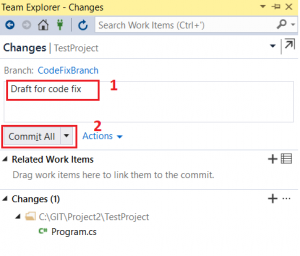 Team Explorer - Changes
Search Work Items (Ctrl+')
Changes | TestProject
Branch: CodeFixBranch
Draft for code fix
1
2
Commit All
Actions
Related Work Items
Drag work items here to link them to the commit.
Changes (1)
C:\GIT\Project2\TestProject
C# Program.cs